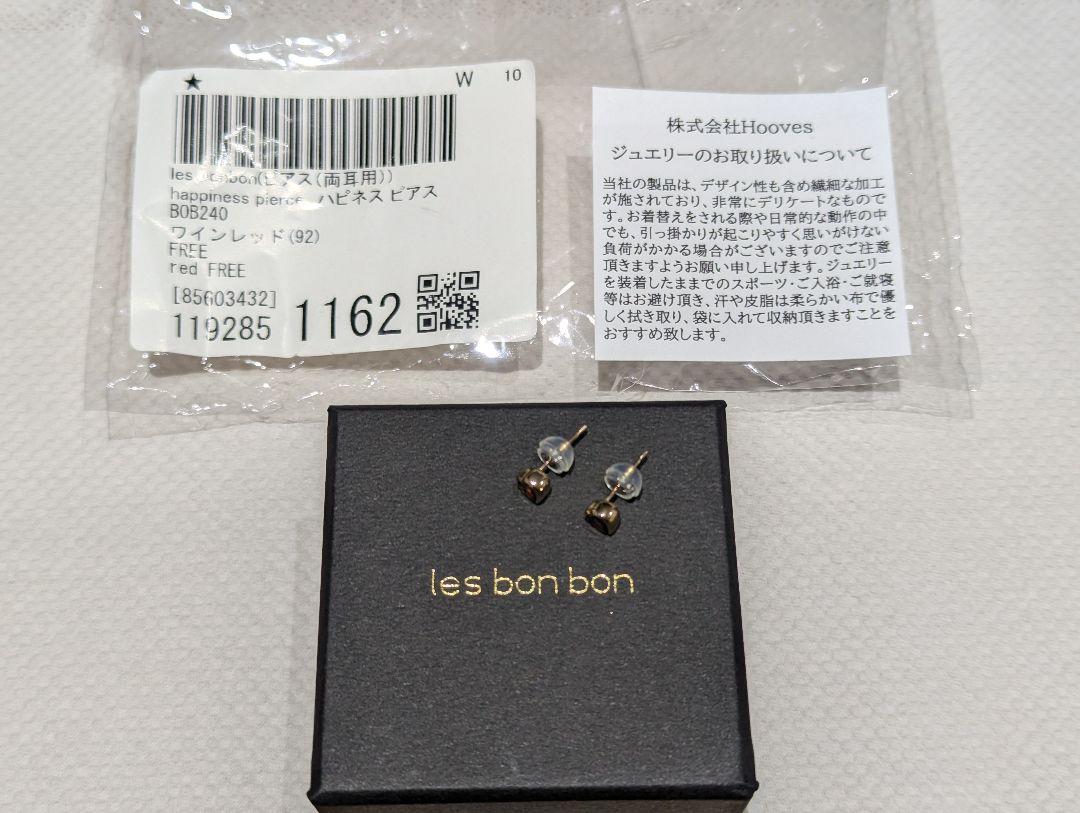 ★ W 10
les bonbon(ピアス(両耳用))
happiness pierce ハピネス ピアス
BOB240
ワインレッド(92)
FREE
red FREE
[85603432]
119285 1162
株式会社Hooves
ジュエリーのお取り扱いについて
当社の製品は、デザイン性も含め繊細な加工
が施されており、非常にデリケートなもので
す。お着替えをされる際や日常的な動作の中
でも、引っ掛かりが起こりやすく思いがけない
負荷がかかる場合がございますのでご注意
頂きますようお願い申し上げます。ジュエリー
を装着したままでのスポーツ・ご入浴・ご就寝
等はお避け頂き、汗や皮脂は柔らかい布で優
しく拭き取り、袋に入れて収納頂きますことを
おすすめ致します。
les bon bon